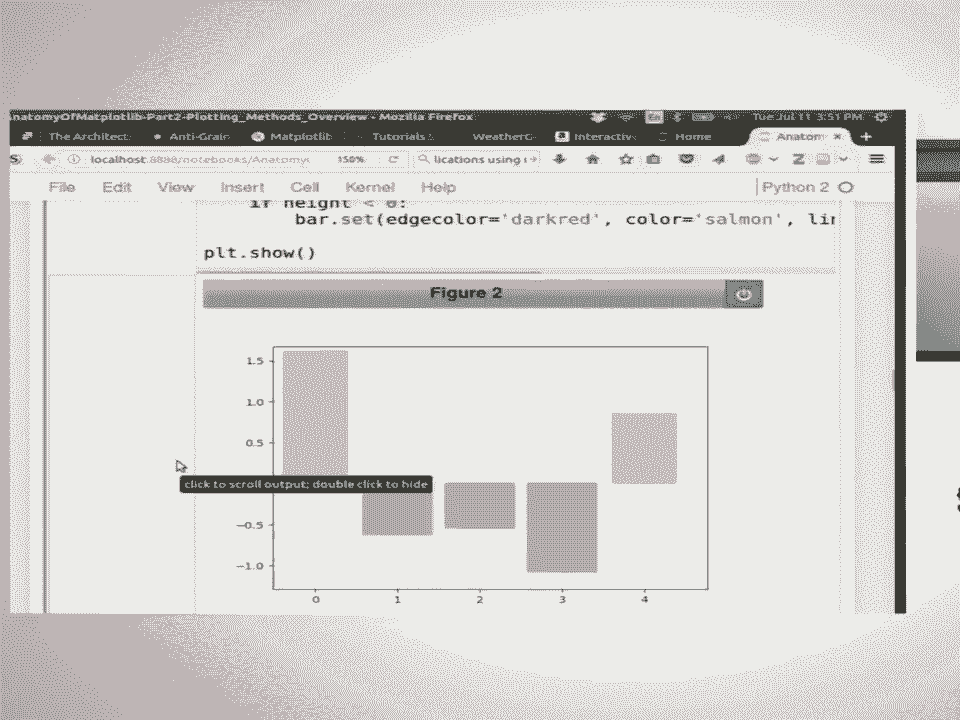 AnatomyOfMatplotlib-Part2-Plotting_Methods_Overview - Mozilla Firefox En Tue Jul 11 3:51 PM
The Architect: Anti-Grain Matplotlib Tutorials WeatherG Interactiv Home Anatom
localhost:8888/notebooks/Anatomy 150% lications using
File Edit View Insert Cell Kernel Help Python 2
if height < 0:
bar.set(edgecolor='darkred', color='salmon', lin
plt.show()
Figure 2
1.5
1.0
0.5
click to scroll output; double click to hide
−0.5
−1.0
0 1 2 3 4